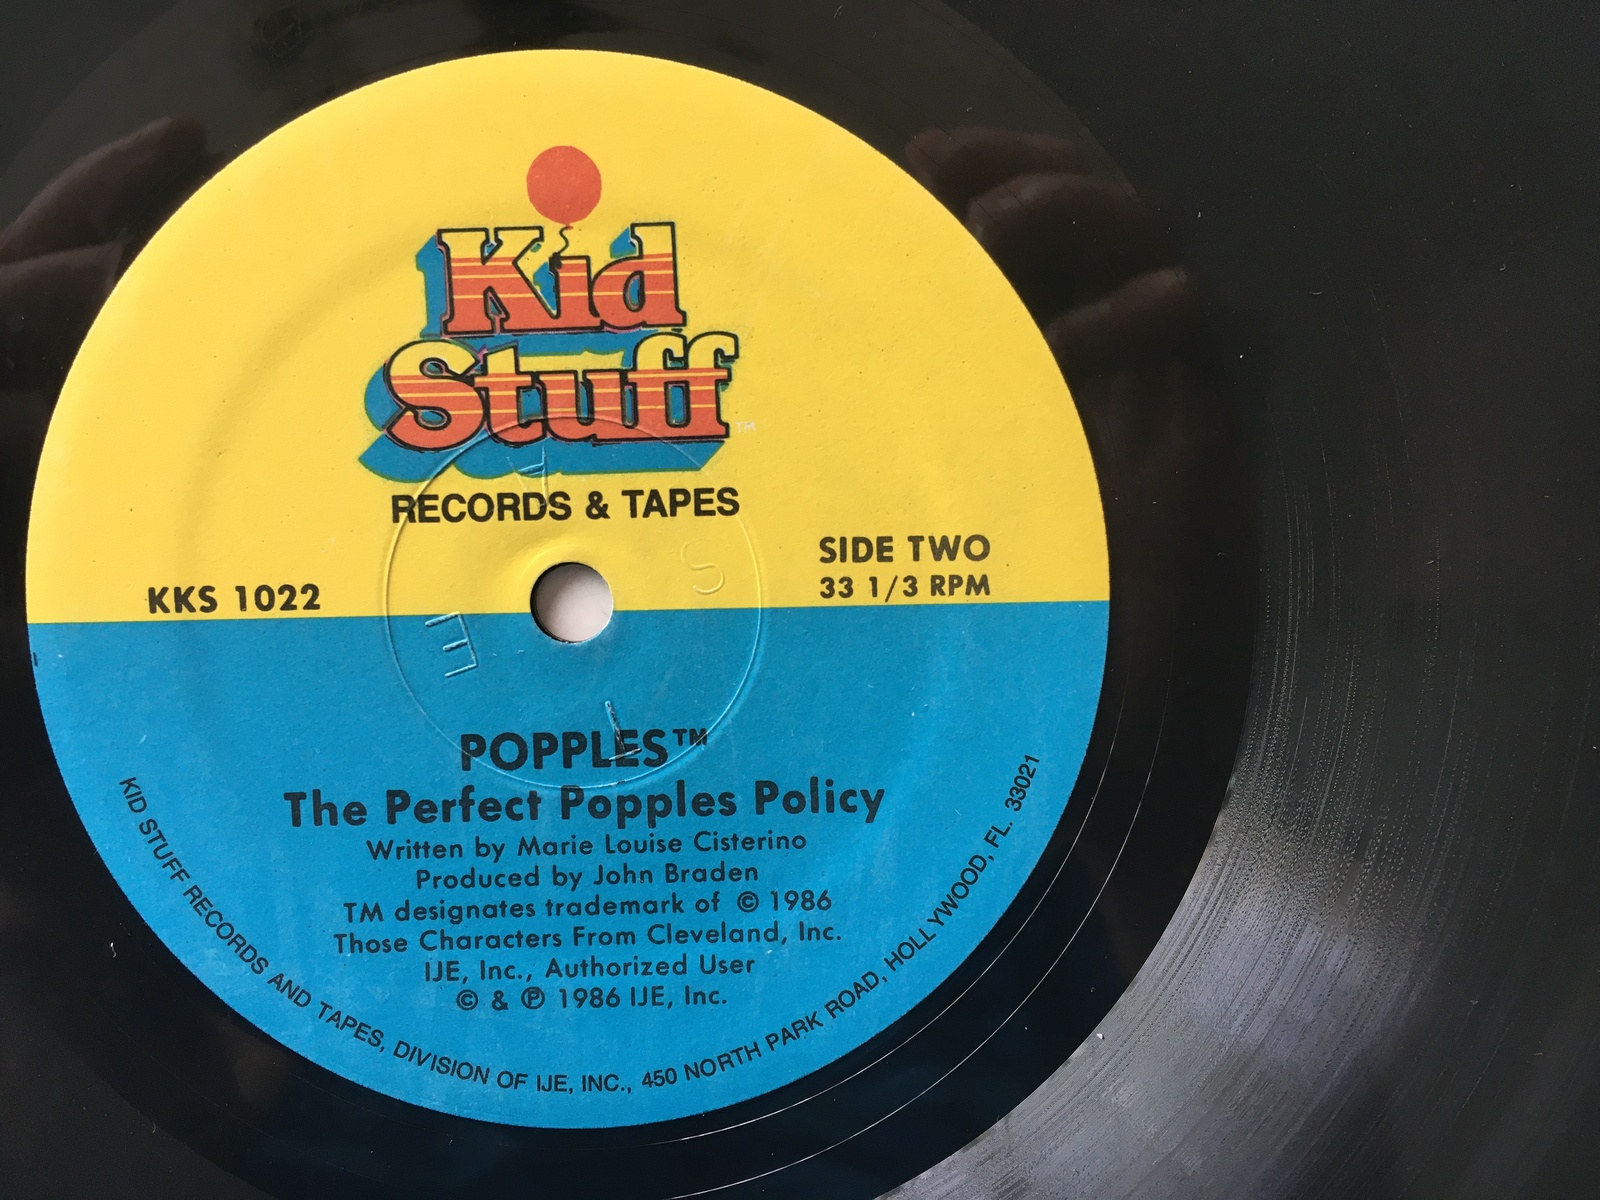 Kid
Stuff™
RECORDS & TAPES
SIDE TWO
33 1/3 RPM
KKS 1022
POPPLES™
The Perfect Popples Policy
Written by Marie Louise Cisterino
Produced by John Braden
TM designates trademark of © 1986
Those Characters From Cleveland, Inc.
IJE, Inc., Authorized User
© & ℗ 1986 IJE, Inc.
KID STUFF RECORDS AND TAPES, DIVISION OF IJE, INC., 450 NORTH PARK ROAD, HOLLYWOOD, FL. 33021